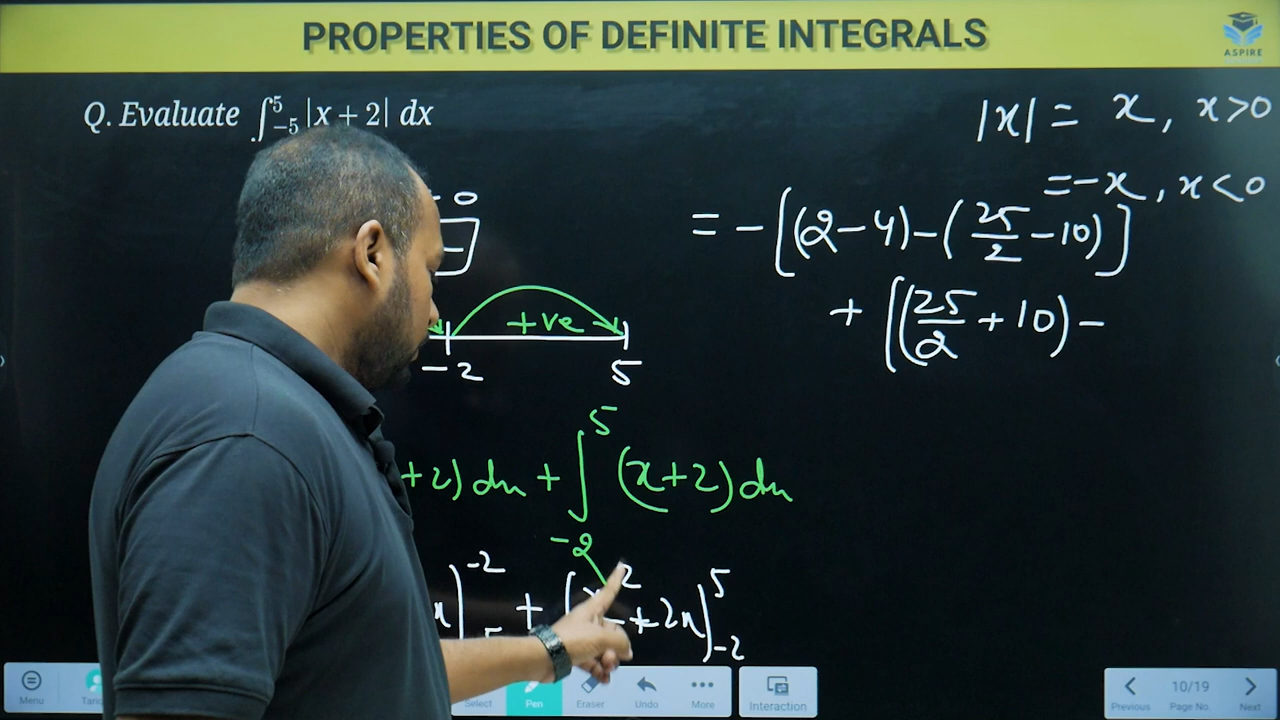 PROPERTIES OF DEFINITE INTEGRALS
ASPIRE
Q. Evaluate ∫₋₅⁵ |x + 2| dx
|x| = x, x>0
= -x, x<0
- 0
= -[(2-4)-(25/2 -10)]
+ [(25/2 +10)-
+ve
-2 5
+2) dx + ∫₋₂⁵ (x+2) dx
x)⁻² + ( 2 + 2x)₋₂⁵
Menu Select Pen Eraser Undo More Interaction Previous 10/19 Page No. Next